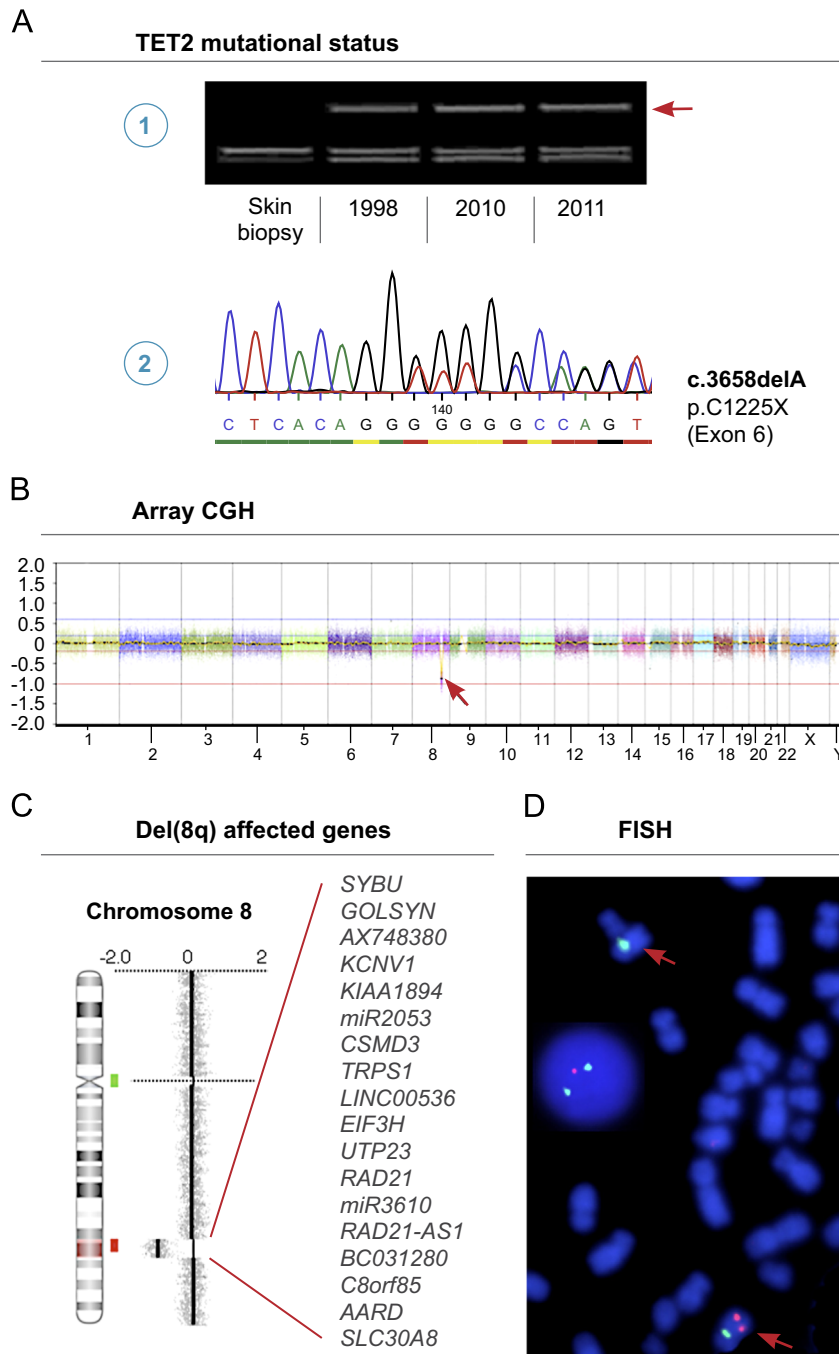 A
TET2 mutational status
1
Skin
biopsy
1998
2010
2011
2
140
C T C A C A G G G G G G G C C A G T
c.3658delA
p.C1225X
(Exon 6)
B
Array CGH
2.0
1.5
1.0
0.5
0
-0.5
-1.0
-1.5
-2.0
1 2 3 4 5 6 7 8 9 10 11 12 13 14 15 16 17 18 19 20 21 22 X Y
C
Del(8q) affected genes
Chromosome 8
-2.0 0 2
SYBU
GOLSYN
AX748380
KCNV1
KIAA1894
miR2053
CSMD3
TRPS1
LINC00536
EIF3H
UTP23
RAD21
miR3610
RAD21-AS1
BC031280
C8orf85
AARD
SLC30A8
D
FISH